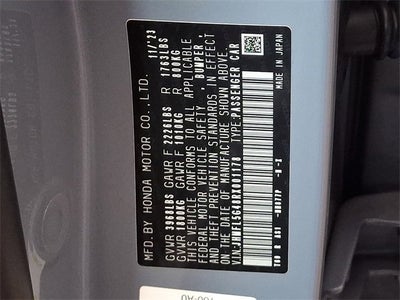 MFD. BY HONDA MOTOR CO., LTD. 11/'23
GVWR 3968LBS GAWR F 2226LBS R 1763LBS
GVWR 1800KG GAWR F 1010KG R 800KG
THIS VEHICLE CONFORMS TO ALL APPLICABLE
FEDERAL MOTOR VEHICLE SAFETY, BUMPER,
AND THEFT PREVENTION STANDARDS IN EFFECT
ON THE DATE OF MANUFACTURE SHOWN ABOVE.
TYPE:PASSENGER CAR
MADE IN JAPAN